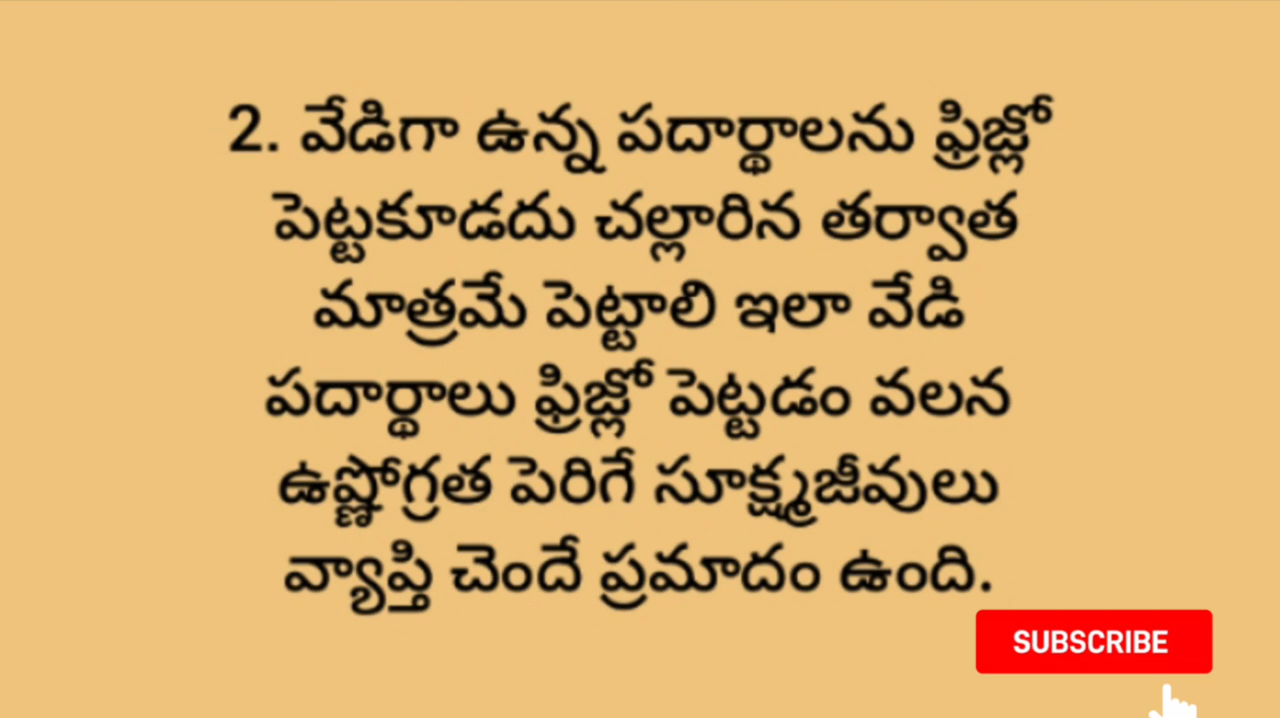 2. వేడిగా ఉన్న పదార్థాలను ఫ్రిజ్లో
పెట్టకూడదు చల్లారిన తర్వాత
మాత్రమే పెట్టాలి ఇలా వేడి
పదార్థాలు ఫ్రిజ్లో పెట్టడం వలన
ఉష్ణోగ్రత పెరిగే సూక్ష్మజీవులు
వ్యాప్తి చెందే ప్రమాదం ఉంది.
SUBSCRIBE